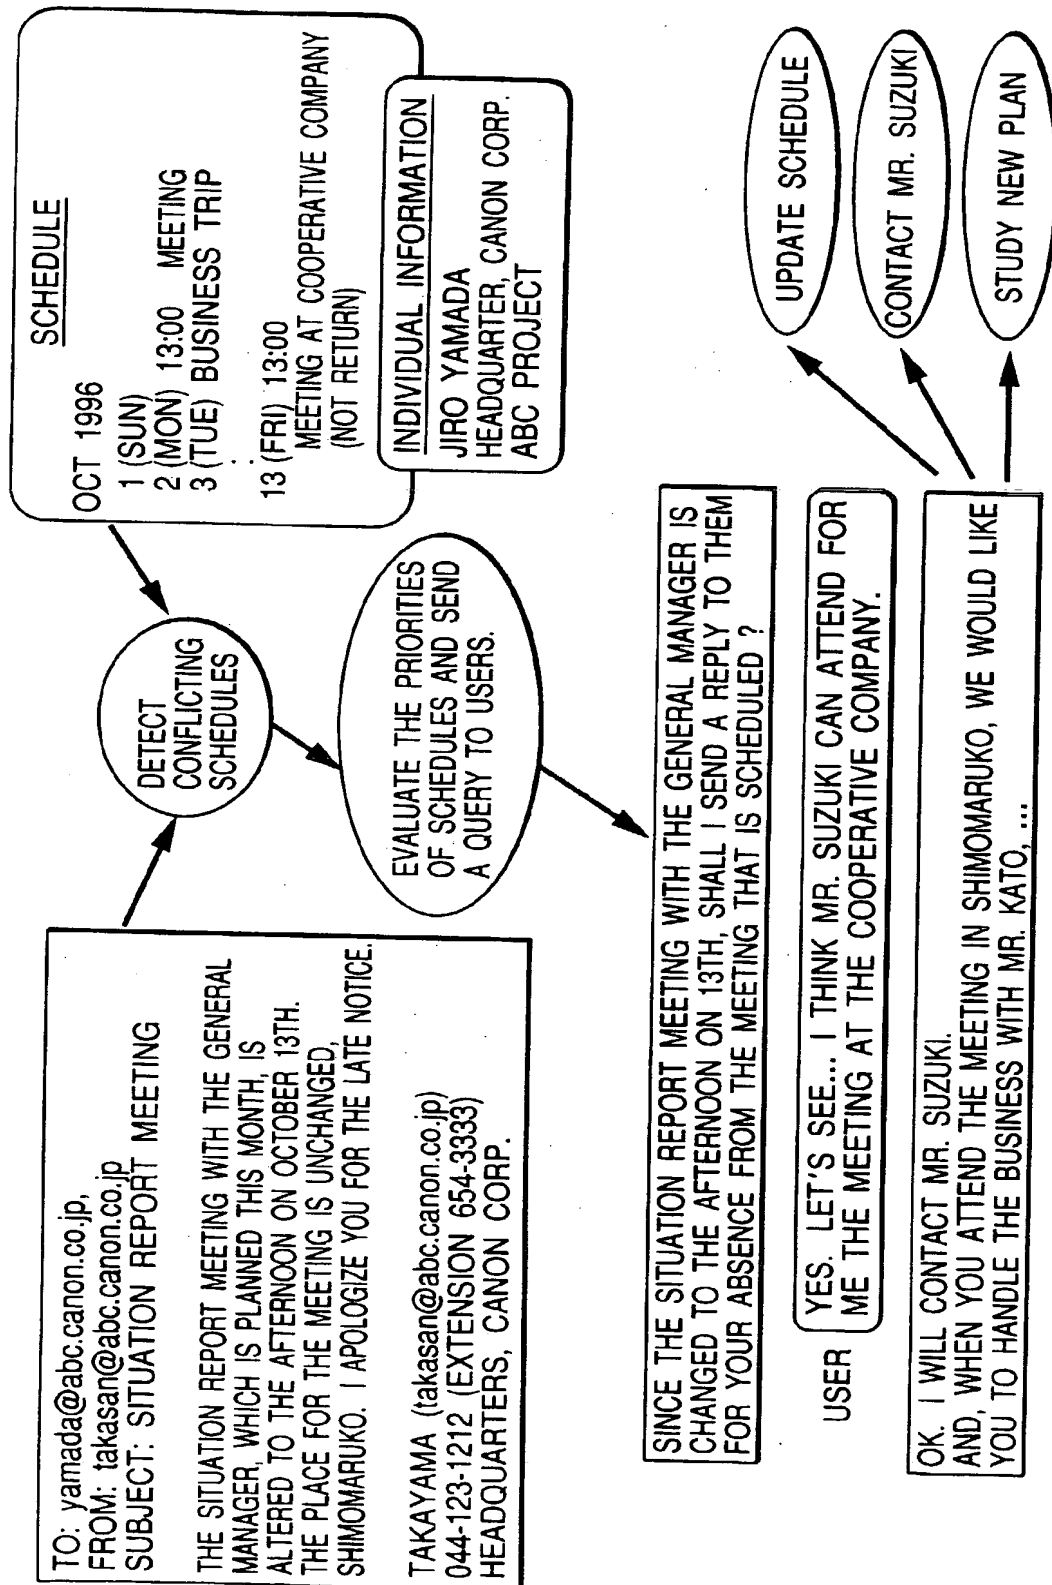 TO: yamada@abc.canon.co.jp,
FROM: takasan@abc.canon.co.jp
SUBJECT: SITUATION REPORT MEETING
THE SITUATION REPORT MEETING WITH THE GENERAL
MANAGER, WHICH IS PLANNED THIS MONTH, IS
ALTERED TO THE AFTERNOON ON OCTOBER 13TH.
THE PLACE FOR THE MEETING IS UNCHANGED,
SHIMOMARUKO. I APOLOGIZE YOU FOR THE LATE NOTICE.
TAKAYAMA (takasan@abc.canon.co.jp)
044-123-1212 (EXTENSION 654-3333)
HEADQUARTERS, CANON CORP.
DETECT
CONFLICTING
SCHEDULES
SCHEDULE
OCT 1996
1 (SUN)
2 (MON) 13:00 MEETING
3 (TUE) BUSINESS TRIP
13 (FRI) 13:00
MEETING AT COOPERATIVE COMPANY
(NOT RETURN)
INDIVIDUAL INFORMATION
JIRO YAMADA
HEADQUARTER, CANON CORP.
ABC PROJECT
EVALUATE THE PRIORITIES
OF SCHEDULES AND SEND
A QUERY TO USERS.
SINCE THE SITUATION REPORT MEETING WITH THE GENERAL MANAGER IS
CHANGED TO THE AFTERNOON ON 13TH, SHALL I SEND A REPLY TO THEM
FOR YOUR ABSENCE FROM THE MEETING THAT IS SCHEDULED ?
USER YES. LET'S SEE... I THINK MR. SUZUKI CAN ATTEND FOR
ME THE MEETING AT THE COOPERATIVE COMPANY.
OK. I WILL CONTACT MR. SUZUKI.
AND, WHEN YOU ATTEND THE MEETING IN SHIMOMARUKO, WE WOULD LIKE
YOU TO HANDLE THE BUSINESS WITH MR. KATO, ...
UPDATE SCHEDULE
CONTACT MR. SUZUKI
STUDY NEW PLAN